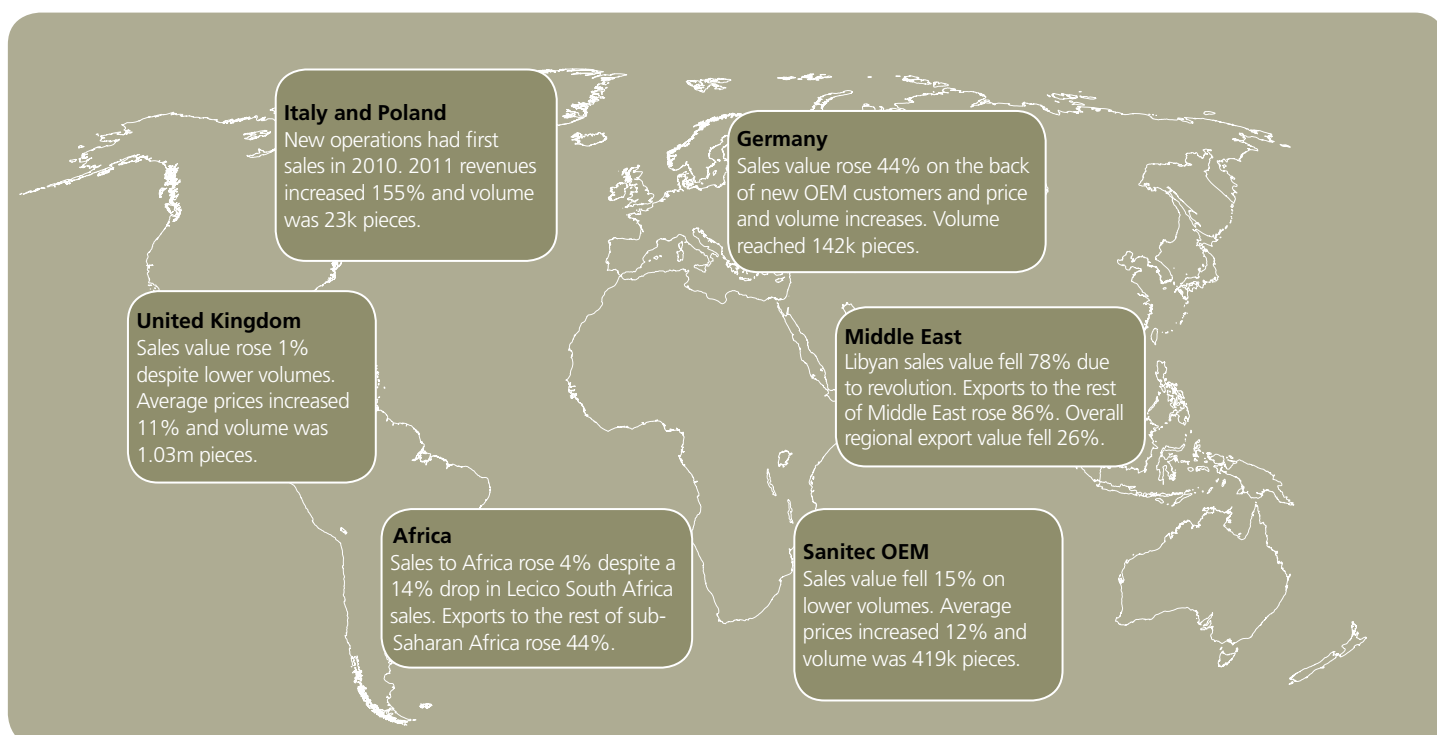 Italy and Poland
New operations had first
sales in 2010. 2011 revenues
increased 155% and volume
was 23k pieces.
Germany
Sales value rose 44% on the back
of new OEM customers and price
and volume increases. Volume
reached 142k pieces.
United Kingdom
Sales value rose 1%
despite lower volumes.
Average prices increased
11% and volume was
1.03m pieces.
Middle East
Libyan sales value fell 78% due
to revolution. Exports to the rest
of Middle East rose 86%. Overall
regional export value fell 26%.
Africa
Sales to Africa rose 4% despite a
14% drop in Lecico South Africa
sales. Exports to the rest of sub-
Saharan Africa rose 44%.
Sanitec OEM
Sales value fell 15% on
lower volumes. Average
prices increased 12% and
volume was 419k pieces.